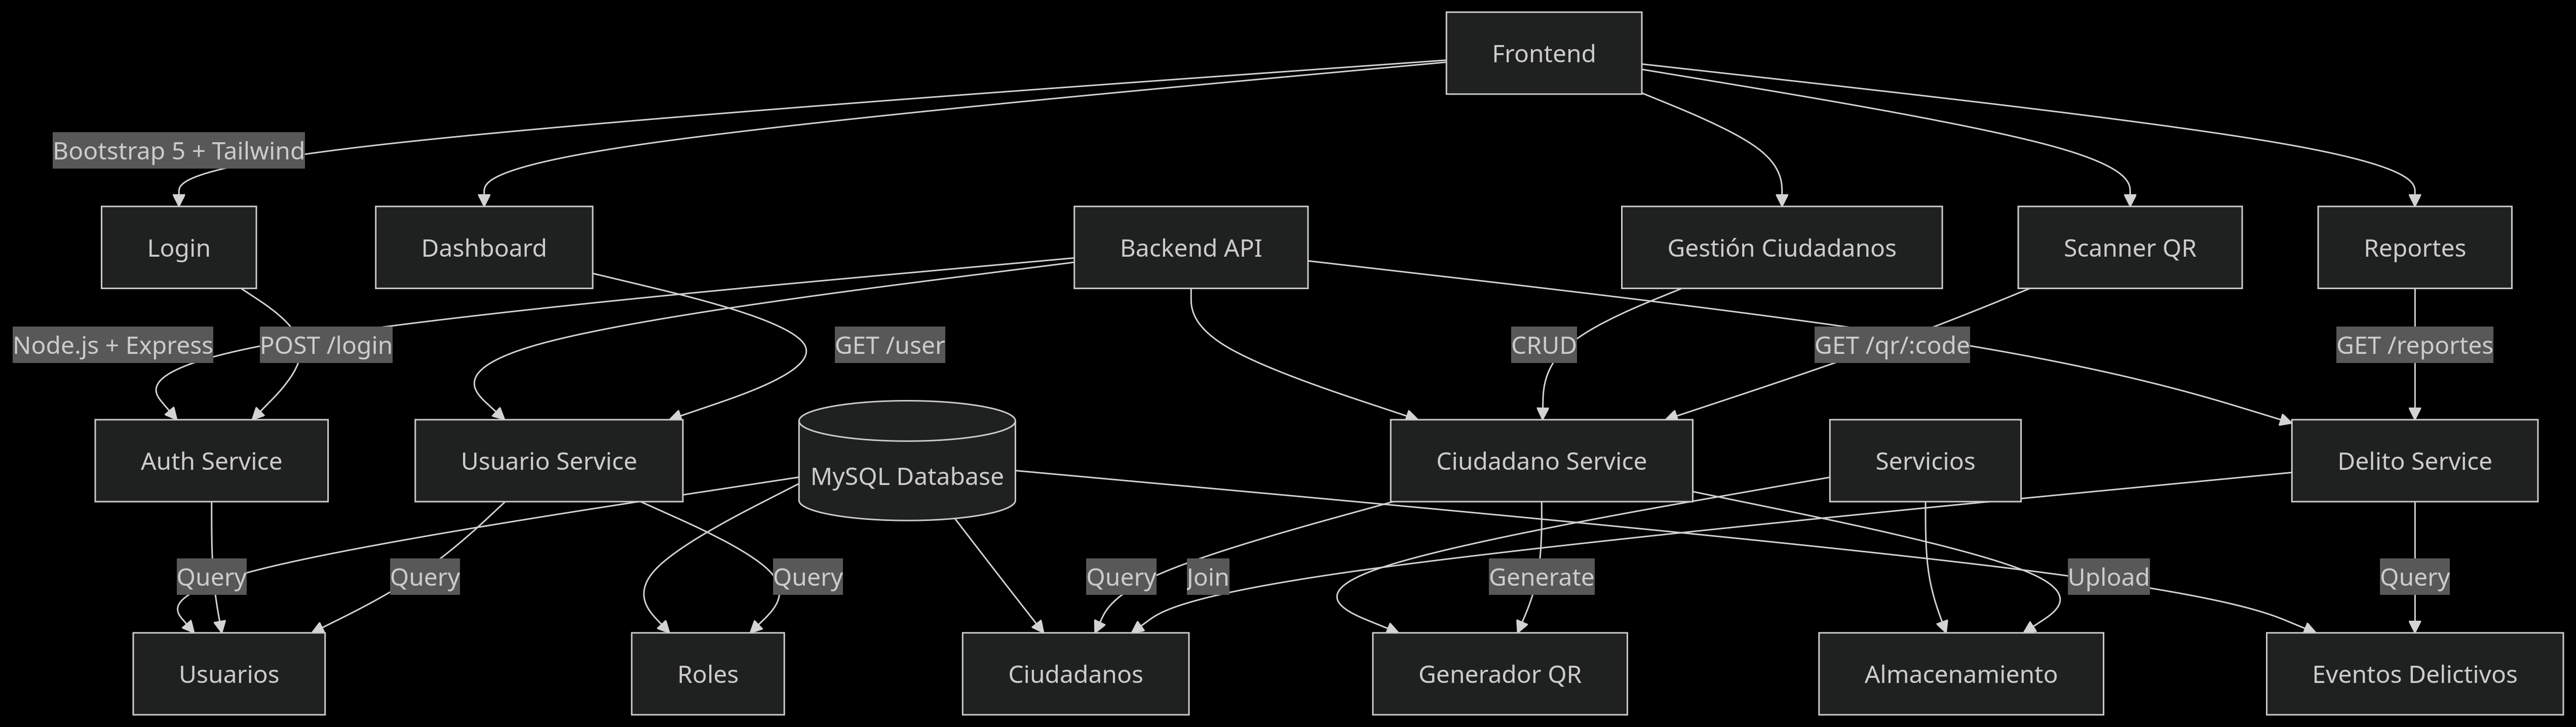 Frontend
Bootstrap 5 + Tailwind
Login
Dashboard
Backend API
Gestión Ciudadanos
Scanner QR
Reportes
Node.js + Express
POST /login
GET /user
CRUD
GET /qr/:code
GET /reportes
Auth Service
Usuario Service
MySQL Database
Ciudadano Service
Servicios
Delito Service
Query
Query
Query
Query
Join
Generate
Upload
Query
Usuarios
Roles
Ciudadanos
Generador QR
Almacenamiento
Eventos Delictivos